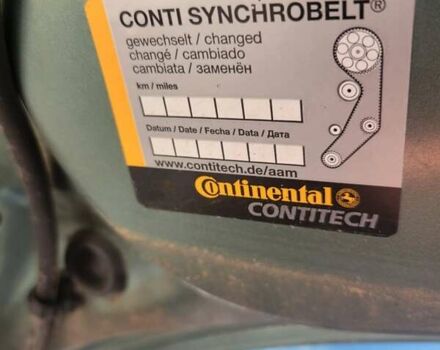 CONTI SYNCHROBELT®
gewechselt / changed
changé / cambiado
cambiata / заменён
km / miles
Datum / Date / Fecha / Data / Дата
www.contitech.de/aam
Continental
CONTITECH